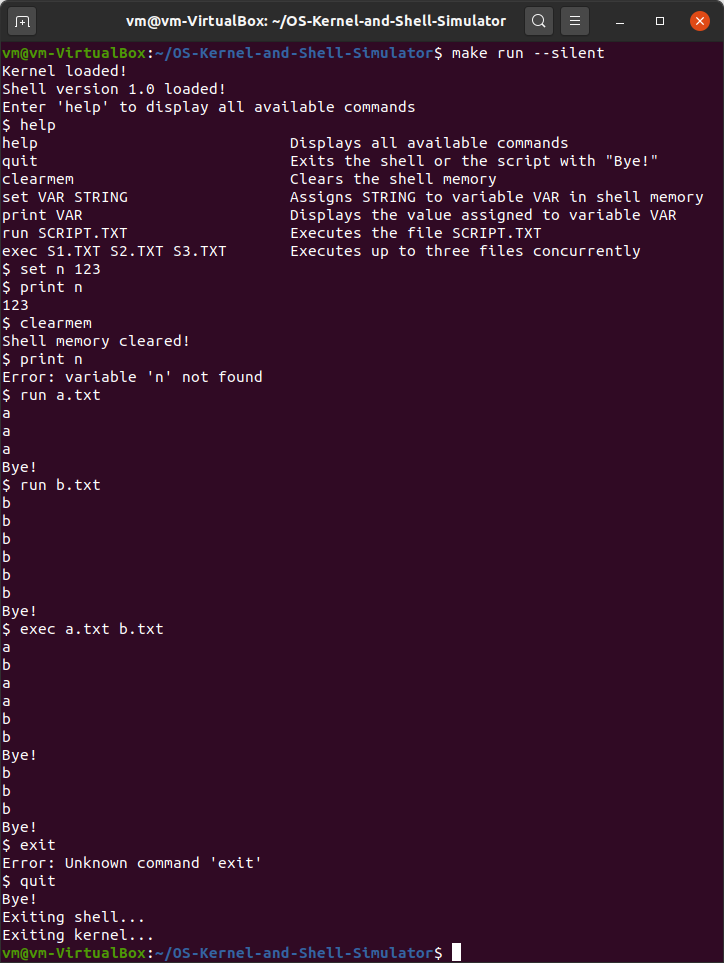 vm@vm-VirtualBox: ~/OS-Kernel-and-Shell-Simulator
vm@vm-VirtualBox:~/OS-Kernel-and-Shell-Simulator$ make run --silent
Kernel loaded!
Shell version 1.0 loaded!
Enter 'help' to display all available commands
$ help
help                            Displays all available commands
quit                            Exits the shell or the script with "Bye!"
clearmem                        Clears the shell memory
set VAR STRING                  Assigns STRING to variable VAR in shell memory
print VAR                       Displays the value assigned to variable VAR
run SCRIPT.TXT                  Executes the file SCRIPT.TXT
exec S1.TXT S2.TXT S3.TXT       Executes up to three files concurrently
$ set n 123
$ print n
123
$ clearmem
Shell memory cleared!
$ print n
Error: variable 'n' not found
$ run a.txt
a
a
a
Bye!
$ run b.txt
b
b
b
b
b
b
Bye!
$ exec a.txt b.txt
a
b
a
a
b
b
Bye!
b
b
b
Bye!
$ exit
Error: Unknown command 'exit'
$ quit
Bye!
Exiting shell...
Exiting kernel...
vm@vm-VirtualBox:~/OS-Kernel-and-Shell-Simulator$